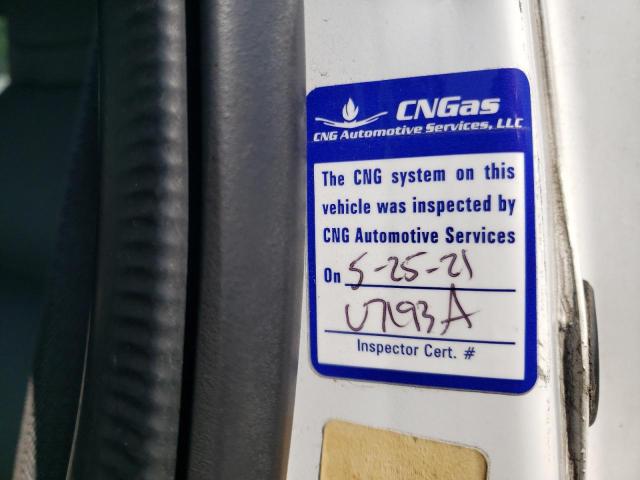 CNGas
CNG Automotive Services, LLC
The CNG system on this
vehicle was inspected by
CNG Automotive Services
On 5-25-21
U7193A
Inspector Cert. #